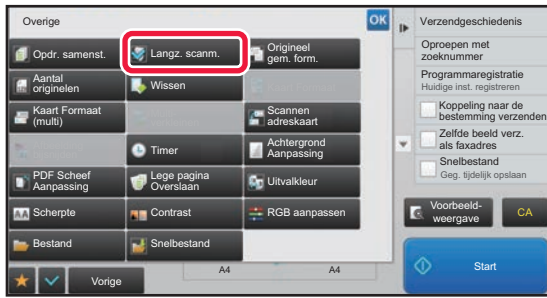 Overige
OK
Opdr. samenst.
Langz. scanm.
Origineel
gem. form.
Aantal
originelen
Wissen
Kaart Formaat
(multi)
Scannen
adreskaart
Timer
Achtergrond
Aanpassing
PDF Scheef
Aanpassing
Lege pagina
Overslaan
Uitvalkleur
Scherpte
Contrast
RGB aanpassen
Bestand
Snelbestand
Vorige
A4
A4
Verzendgeschiedenis
Oproepen met
zoeknummer
Programmaregistratie
Huidige inst. registreren
Koppeling naar de
bestemming verzenden
Zelfde beeld verz.
als faxadres
Snelbestand
Geg. tijdelijk opslaan
Voorbeeld-
weergave
CA
Start